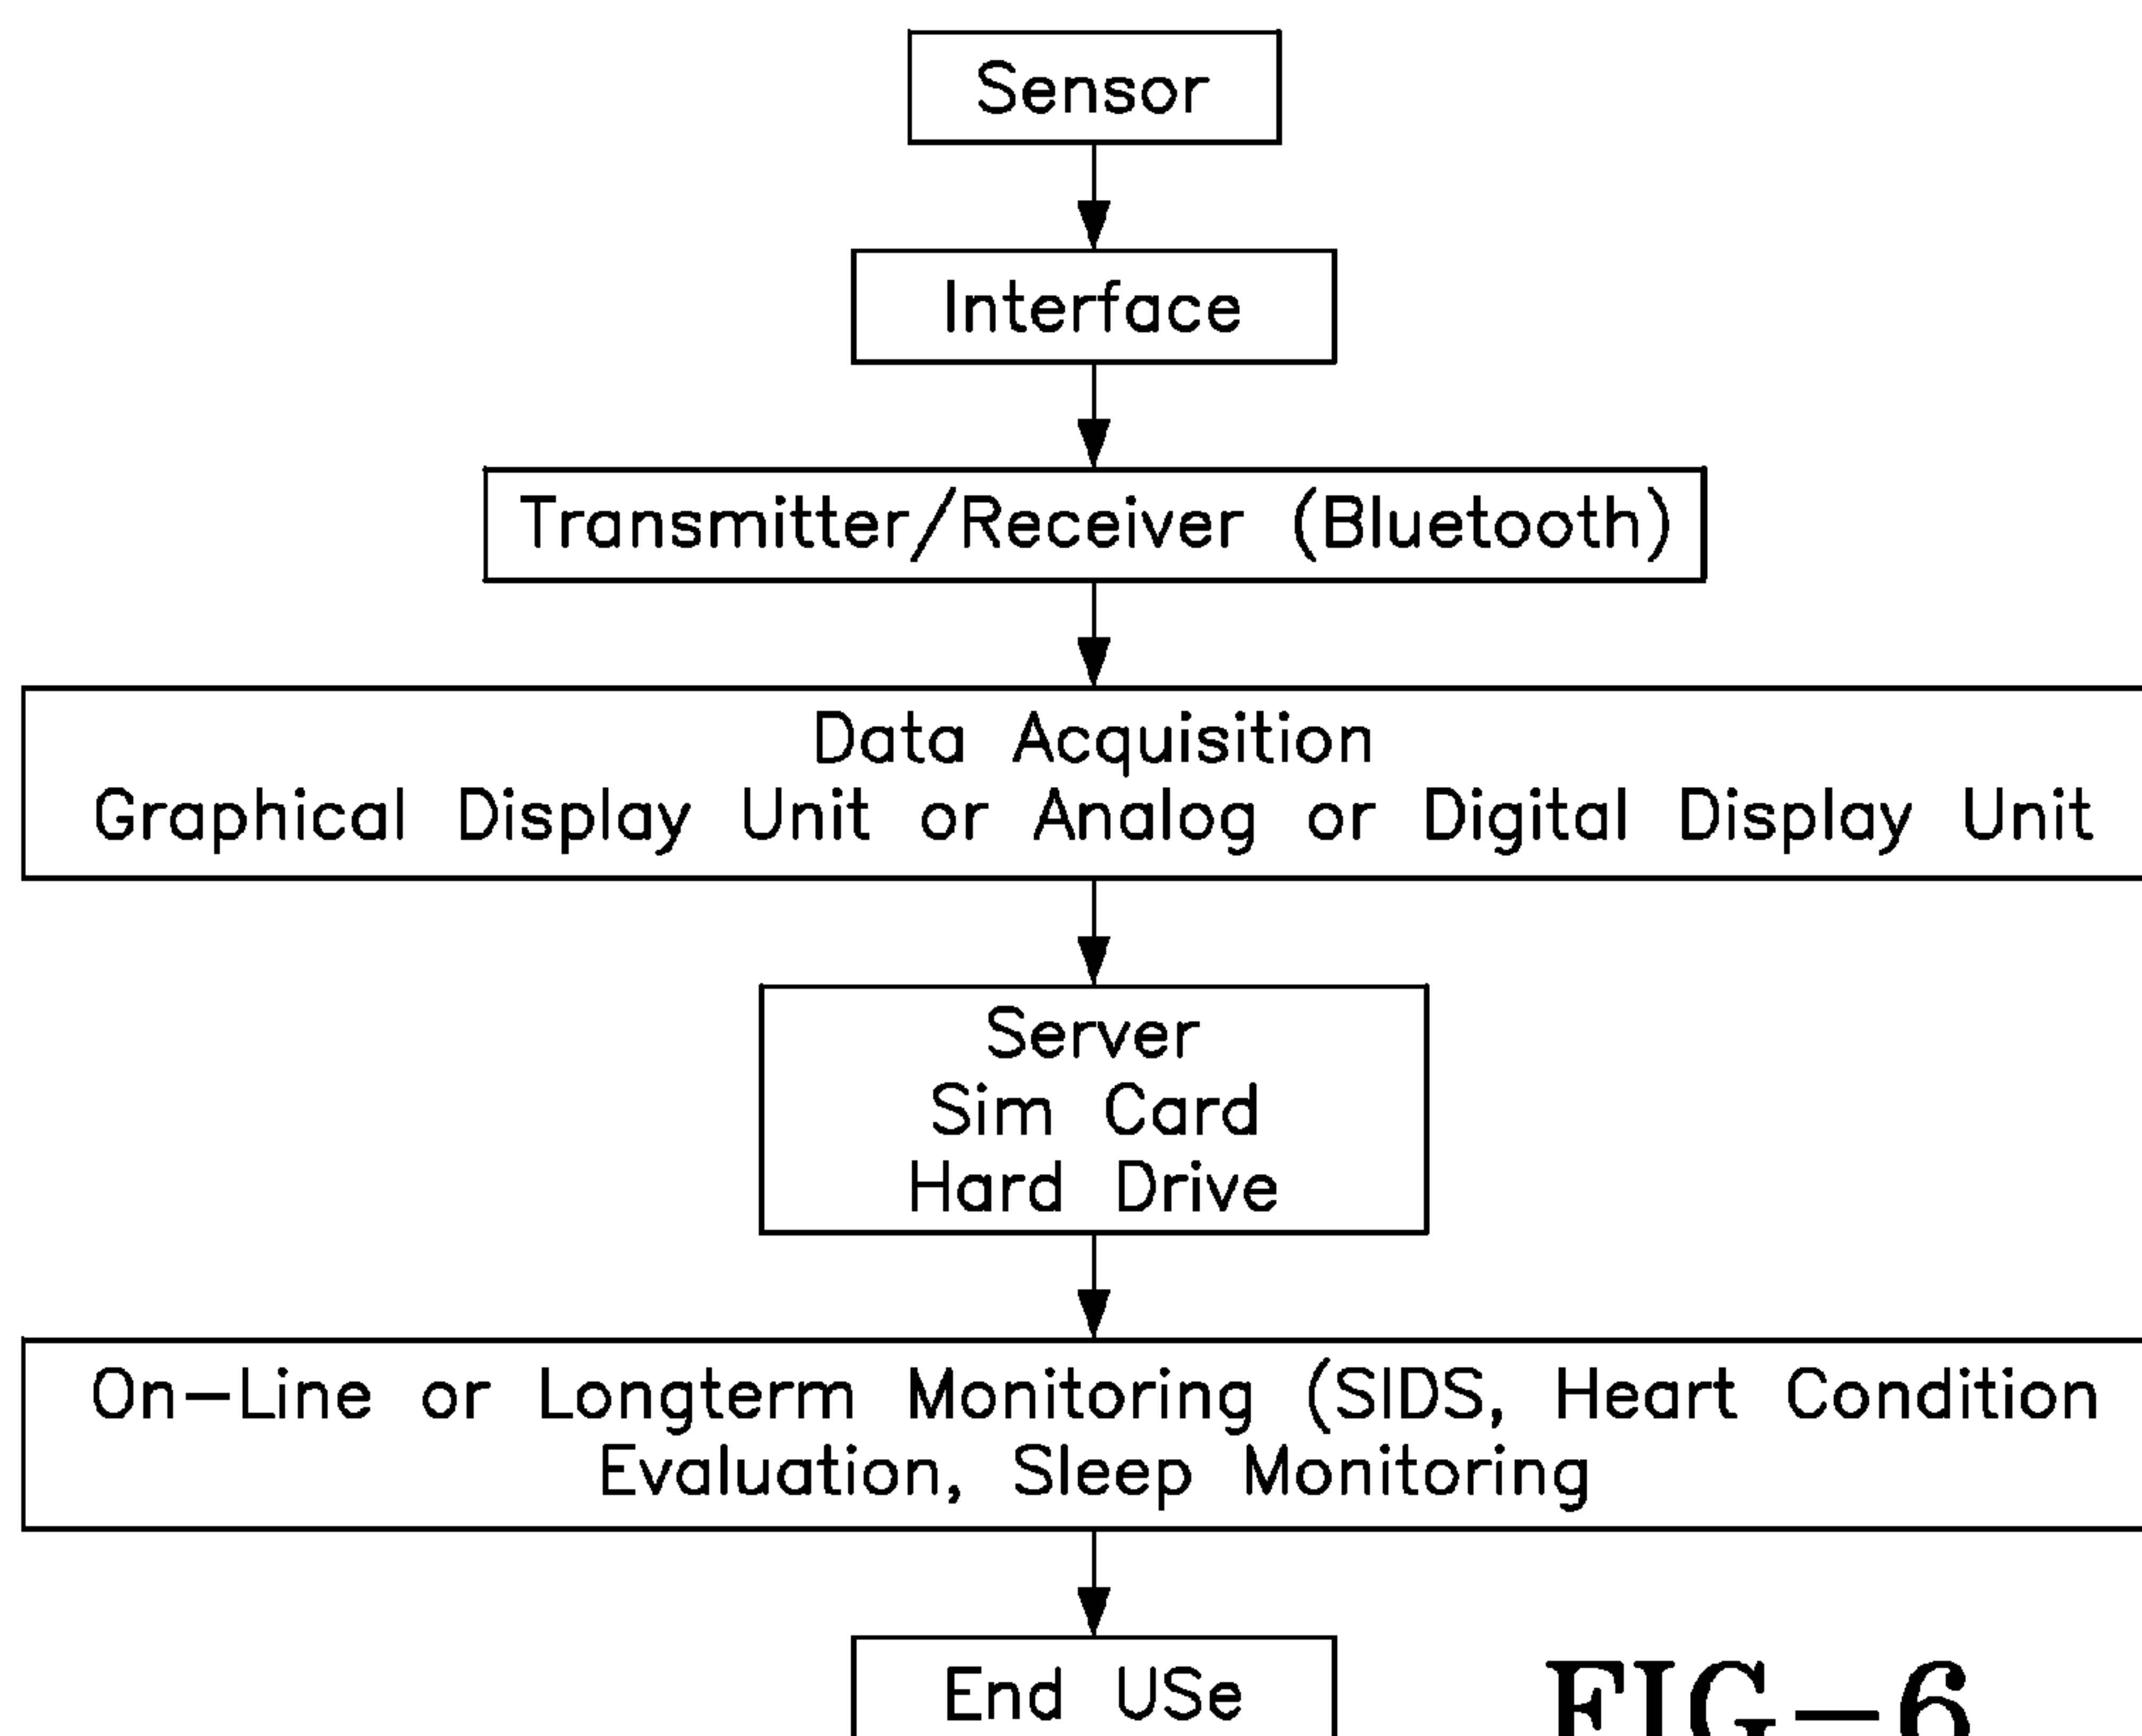 Sensor
Interface
Transmitter/Receiver (Bluetooth)
Data Acquisition
Graphical Display Unit or Analog or Digital Display Unit
Server
Sim Card
Hard Drive
On-Line or Longterm Monitoring (SIDS, Heart Condition
Evaluation, Sleep Monitoring
End USe
FIG-6